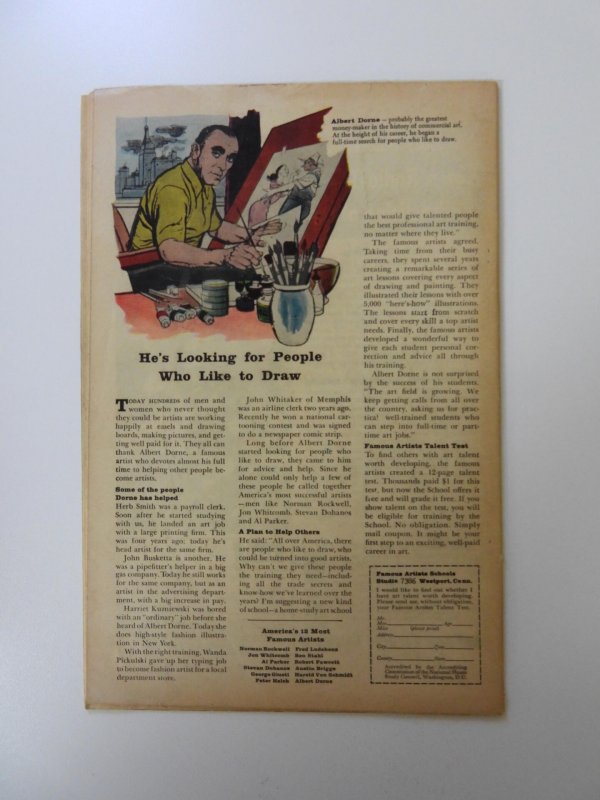 Albert Dorne – probably the greatest
money-maker in the history of commercial art.
At the height of his career, he began a
full-time search for people who like to draw.
He's Looking for People
Who Like to Draw
TODAY HUNDREDS of men and
women who never thought
they could be artists are working
happily at easels and drawing
boards, making pictures, and get-
ting well paid for it. They all can
thank Albert Dorne, a famous
artist who devotes almost his full
time to helping other people be-
come artists.
Some of the people
Dorne has helped
Herb Smith was a payroll clerk.
Soon after he started studying
with us, he landed an art job
with a large printing firm. This
was four years ago; today he's
head artist for the same firm.
John Busketta is another. He
was a pipefitter's helper in a big
gas company. Today he still works
for the same company, but as an
artist in the advertising depart-
ment, with a big increase in pay.
Harriet Kuzniewski was bored
with an "ordinary" job before she
heard of Albert Dorne. Today she
does high-style fashion illustra-
tion in New York.
With the right training, Wanda
Pickulski gave up her typing job
to become fashion artist for a local
department store.
John Whitaker of Memphis
was an airline clerk two years ago.
Recently he won a national car-
tooning contest and was signed
to do a newspaper comic strip.
Long before Albert Dorne
started looking for people who
like to draw, they came to him
for advice and help. Since he
alone could only help a few of
these people he called together
America's most successful artists
—men like Norman Rockwell,
Jon Whitcomb, Stevan Dohanos
and Al Parker.
A Plan to Help Others
He said: "All over America, there
are people who like to draw, who
could be turned into good artists.
Why can't we give these people
the training they need—includ-
ing all the trade secrets and
know-how we've learned over the
years? I'm suggesting a new kind
of school—a home-study art school
America's 12 Most
Famous Artists
Norman Rockwell Fred Ludekens
Jon Whitcomb Ben Stahl
Al Parker Robert Fawcett
Stevan Dohanos Austin Briggs
George Giusti Harold Von Schmidt
Peter Helck Albert Dorne
that would give talented people
the best professional art training,
no matter where they live."
The famous artists agreed.
Taking time from their busy
careers, they spent several years
creating a remarkable series of
art lessons covering every aspect
of drawing and painting. They
illustrated their lessons with over
5,000 "here's-how" illustrations.
The lessons start from scratch
and cover every skill a top artist
needs. Finally, the famous artists
developed a wonderful way to
give each student personal cor-
rection and advice all through
his training.
Albert Dorne is not surprised
by the success of his students.
"The art field is growing. We
keep getting calls from all over
the country, asking us for prac-
tical well-trained students who
can step into full-time or part-
time art jobs."
Famous Artists Talent Test
To find others with art talent
worth developing, the famous
artists created a 12-page talent
test. Thousands paid $1 for this
test, but now the School offers it
free and will grade it free. If you
show talent on the test, you will
be eligible for training by the
School. No obligation. Simply
mail coupon. It might be your
first step to an exciting, well-paid
career in art.
Famous Artists Schools
Studio 7386 Westport, Conn.
I would like to find out whether I
have art talent worth developing.
Please send me, without obligation,
your Famous Artists Talent Test.
Mr.
Mrs. Age
Miss (please print)
Address
City Zone
County State
Accredited by the Accrediting
Commission of the National Home
Study Council, Washington, D.C.